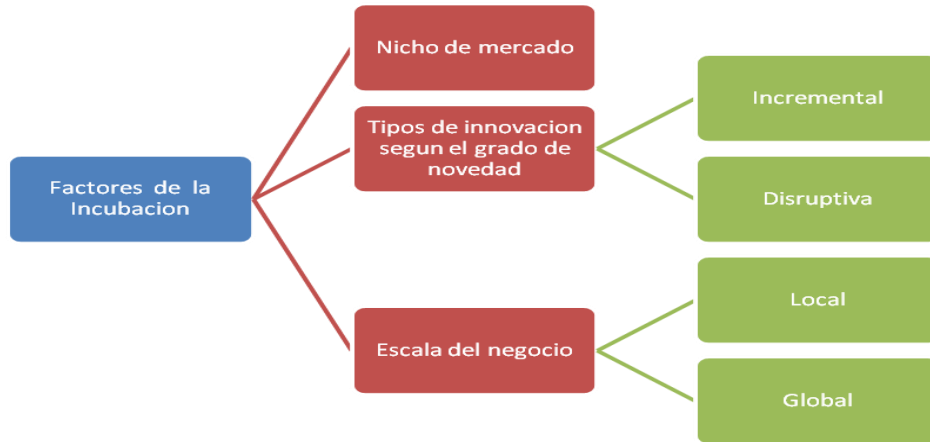 Factores de la
Incubacion
Nicho de mercado
Tipos de innovacion
segun el grado de
novedad
Incremental
Disruptiva
Escala del negocio
Local
Global